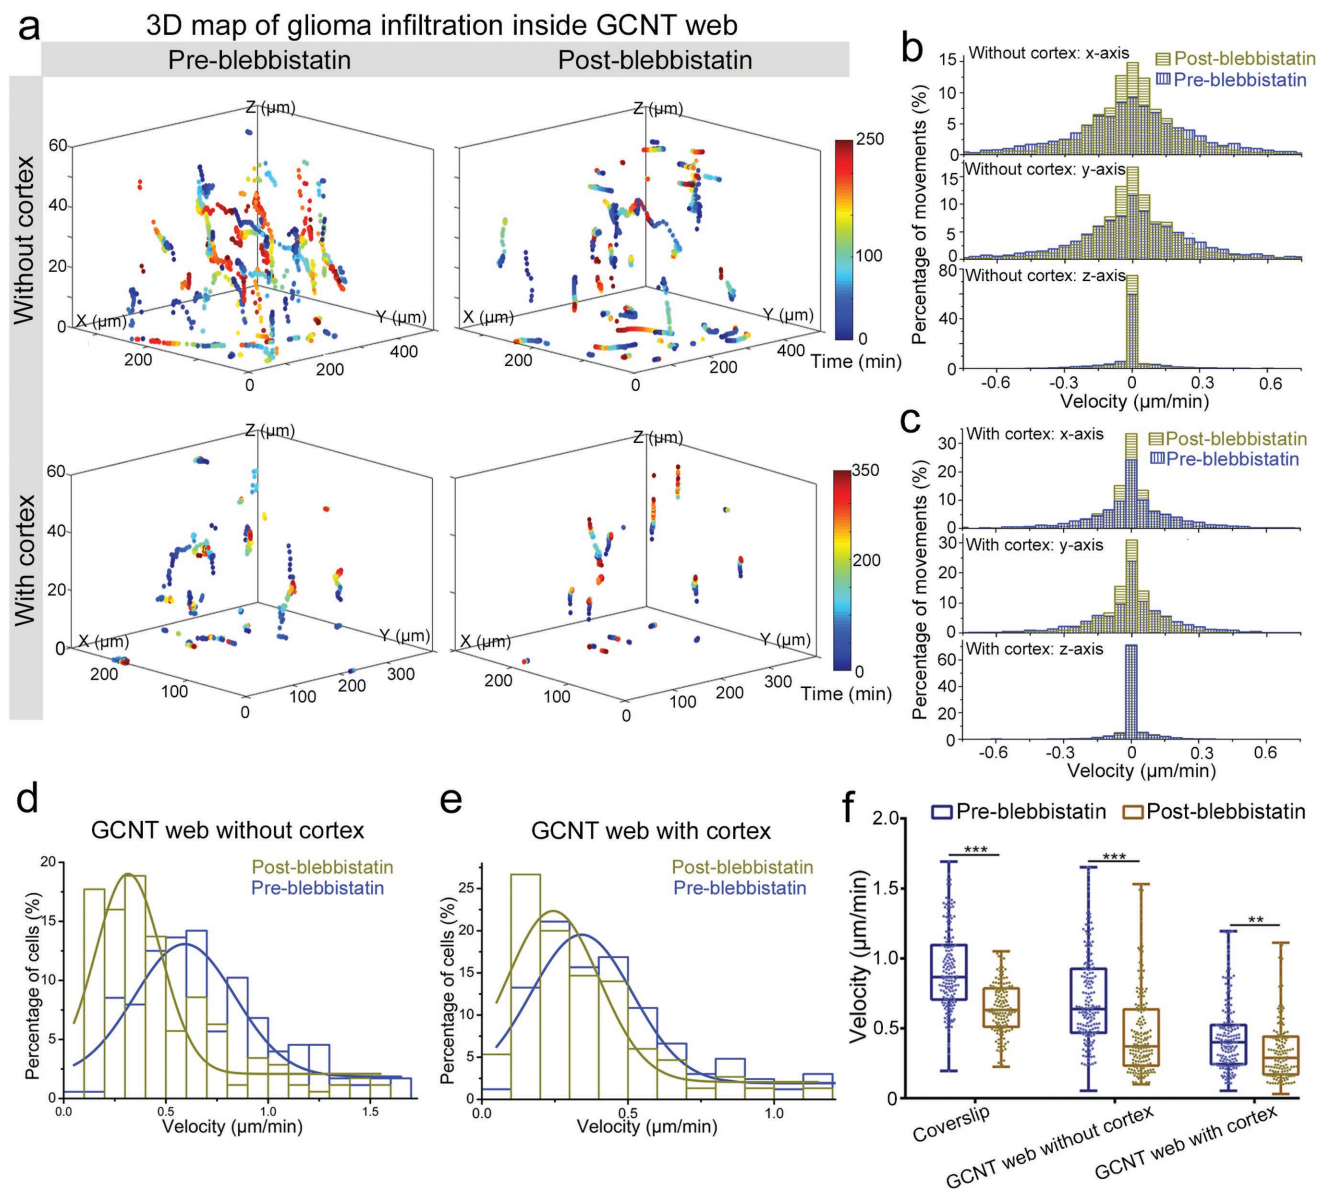 a
3D map of glioma infiltration inside GCNT web
Pre-blebbistatin
Post-blebbistatin
Without cortex
Z (µm)
60
40
20
0
X (µm)
Y (µm)
200
0
200
400
Z (µm)
X (µm)
Y (µm)
200
0
200
400
250
100
0
Time (min)
With cortex
Z (µm)
60
40
20
0
X (µm)
Y (µm)
200
100
0
100
200
300
Z (µm)
X (µm)
Y (µm)
200
100
0
100
200
300
350
200
0
Time (min)
b
Without cortex: x-axis
Post-blebbistatin
Pre-blebbistatin
15
10
5
0
Without cortex: y-axis
15
10
5
0
Without cortex: z-axis
80
40
0
Percentage of movements (%)
-0.6
-0.3
0
0.3
0.6
Velocity (µm/min)
c
With cortex: x-axis
Post-blebbistatin
Pre-blebbistatin
30
20
10
0
With cortex: y-axis
30
20
10
0
With cortex: z-axis
60
40
20
0
Percentage of movements (%)
-0.6
-0.3
0
0.3
0.6
Velocity (µm/min)
d
GCNT web without cortex
Post-blebbistatin
Pre-blebbistatin
Percentage of cells (%)
20
15
10
5
0
0.0
0.5
1.0
1.5
Velocity (µm/min)
e
GCNT web with cortex
Post-blebbistatin
Pre-blebbistatin
Percentage of cells (%)
25
20
15
10
5
0
0.0
0.5
1.0
Velocity (µm/min)
f
Pre-blebbistatin
Post-blebbistatin
Velocity (µm/min)
2.0
1.5
1.0
0.5
0
***
***
**
Coverslip
GCNT web without cortex
GCNT web with cortex